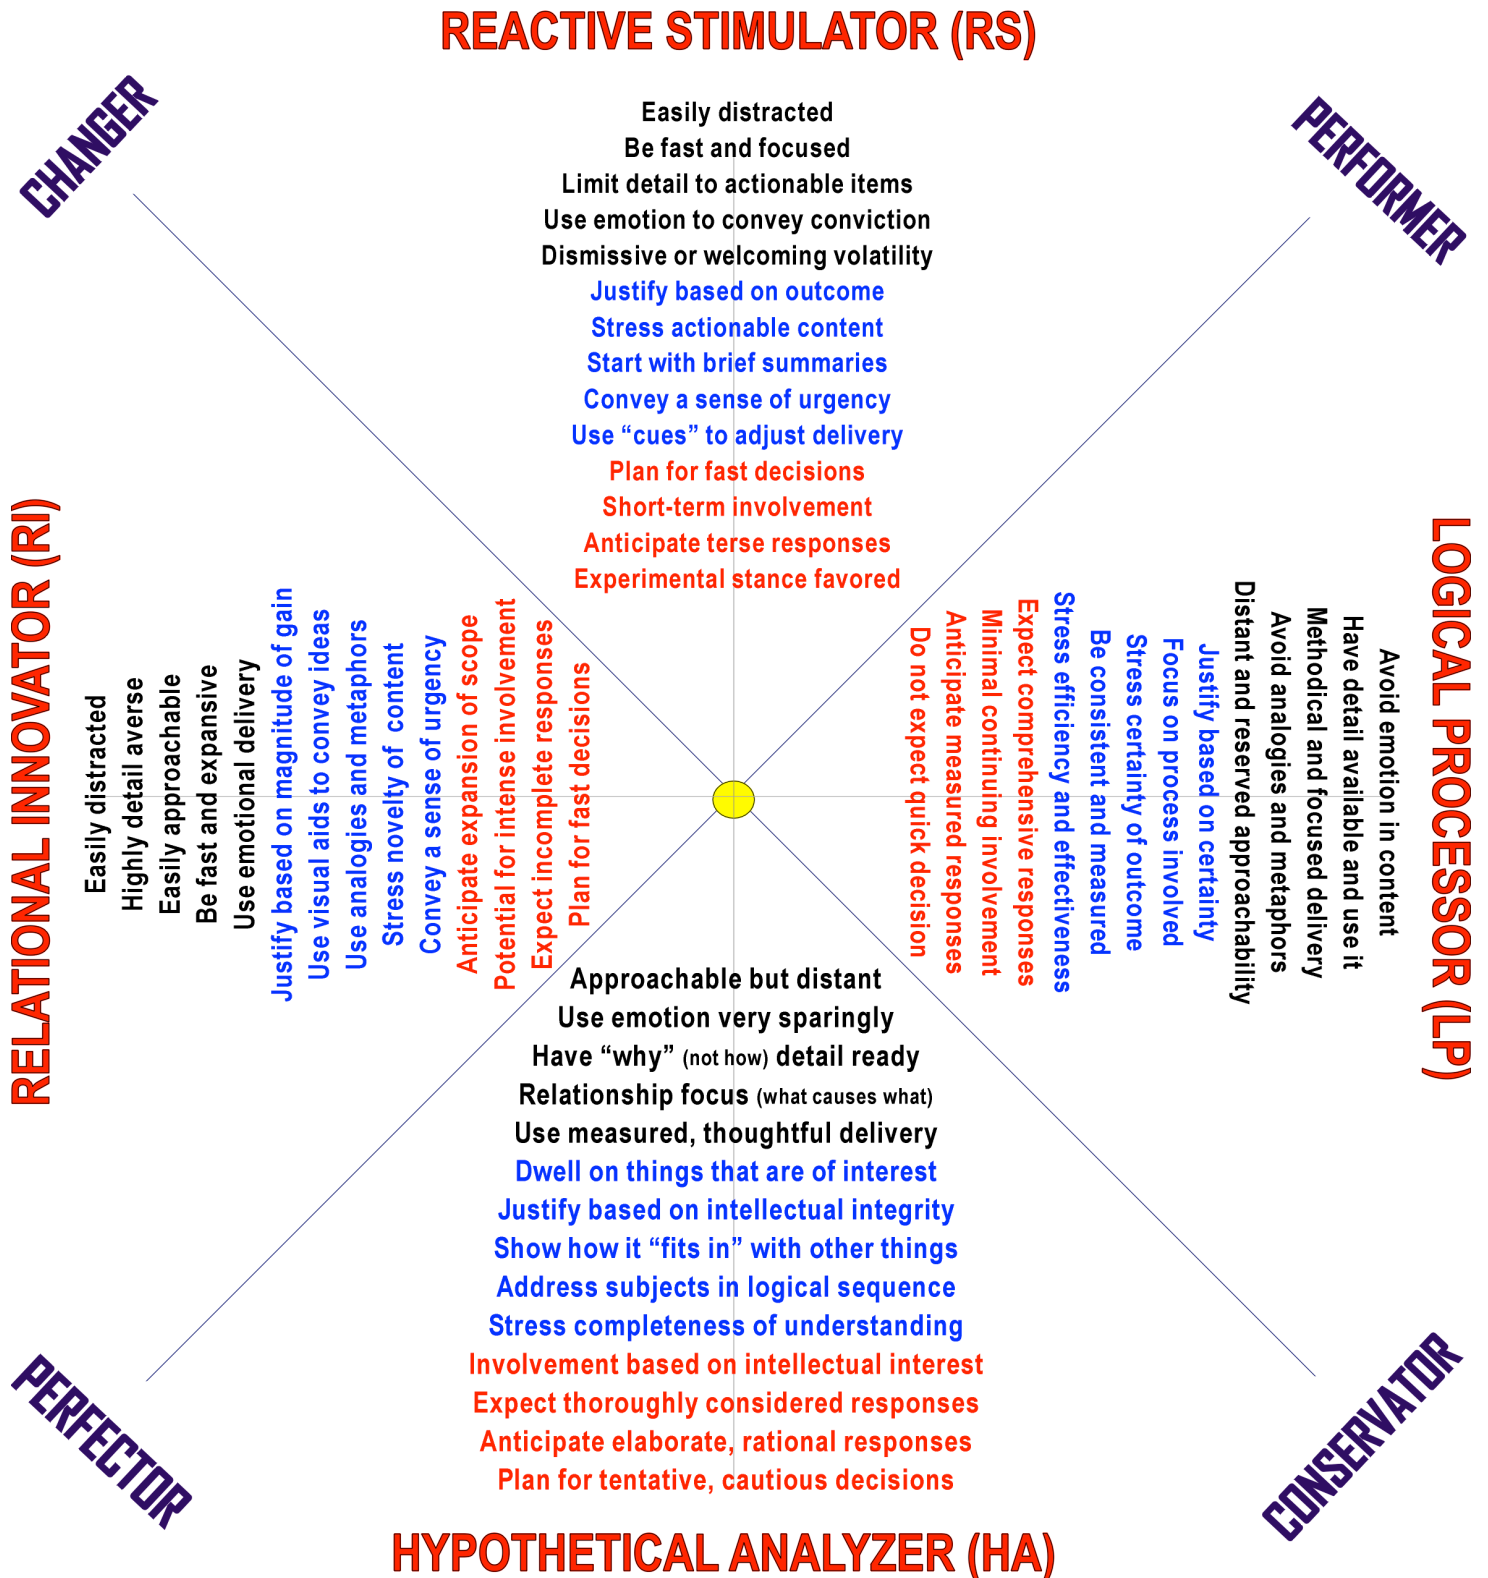 REACTIVE STIMULATOR (RS)
CHANGER
PERFORMER
Easily distracted
Be fast and focused
Limit detail to actionable items
Use emotion to convey conviction
Dismissive or welcoming volatility
Justify based on outcome
Stress actionable content
Start with brief summaries
Convey a sense of urgency
Use “cues” to adjust delivery
Plan for fast decisions
Short-term involvement
Anticipate terse responses
Experimental stance favored
RELATIONAL INNOVATOR (RI)
Easily distracted
Highly detail averse
Easily approachable
Be fast and expansive
Use emotional delivery
Justify based on magnitude of gain
Use visual aids to convey ideas
Use analogies and metaphors
Stress novelty of content
Convey a sense of urgency
Anticipate expansion of scope
Potential for intense involvement
Expect incomplete responses
Plan for fast decisions
LOGICAL PROCESSOR (LP)
Avoid emotion in content
Have detail available and use it
Methodical and focused delivery
Avoid analogies and metaphors
Distant and reserved approachability
Justify based on certainty
Focus on process involved
Stress certainty of outcome
Be consistent and measured
Stress efficiency and effectiveness
Expect comprehensive responses
Minimal continuing involvement
Anticipate measured responses
Do not expect quick decision
Approachable but distant
Use emotion very sparingly
Have “why” (not how) detail ready
Relationship focus (what causes what)
Use measured, thoughtful delivery
Dwell on things that are of interest
Justify based on intellectual integrity
Show how it “fits in” with other things
Address subjects in logical sequence
Stress completeness of understanding
Involvement based on intellectual interest
Expect thoroughly considered responses
Anticipate elaborate, rational responses
Plan for tentative, cautious decisions
PERFECTOR
CONSERVATOR
HYPOTHETICAL ANALYZER (HA)